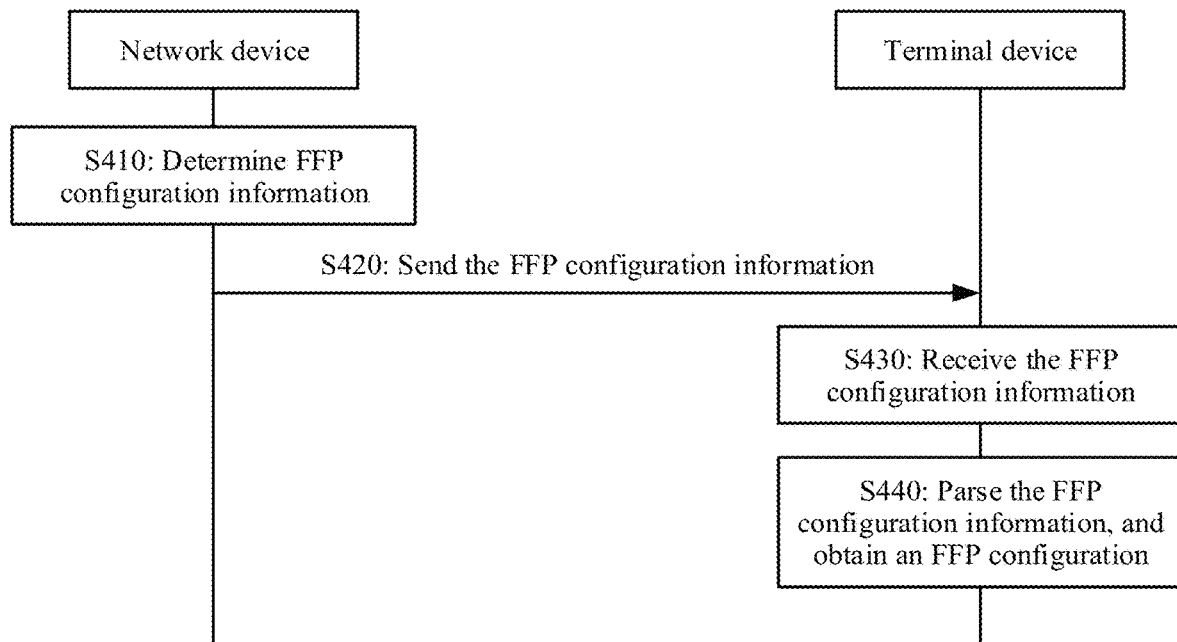 Network device
Terminal device
S410: Determine FFP
configuration information
S420: Send the FFP configuration information
S430: Receive the FFP
configuration information
S440: Parse the FFP
configuration information, and
obtain an FFP configuration